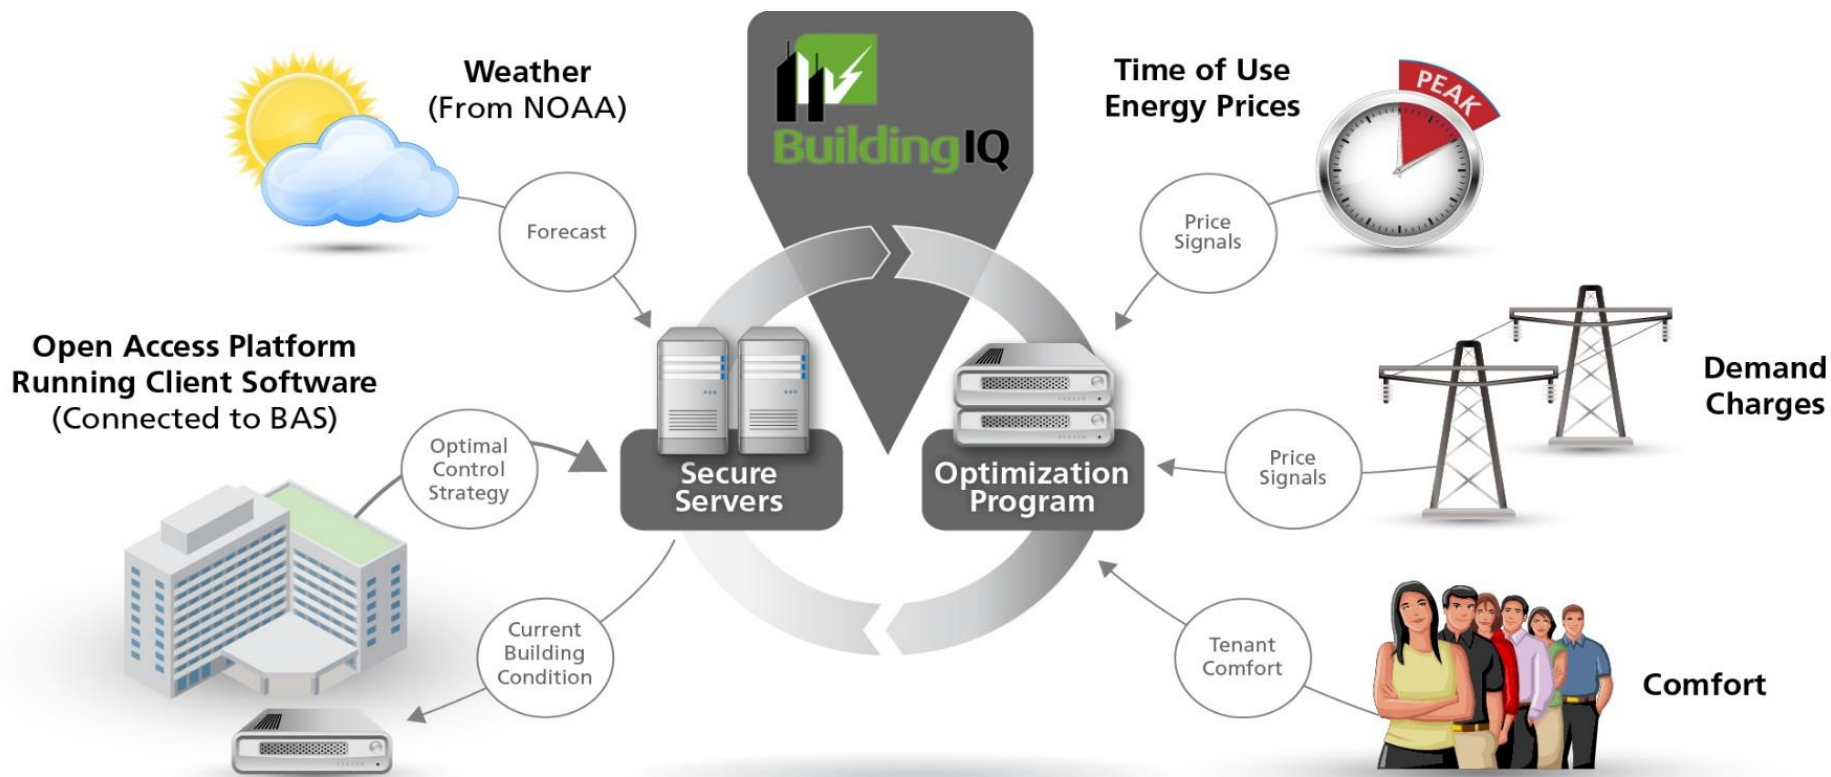 Weather
(From NOAA)
Forecast
BuildingIQ
Time of Use
Energy Prices
PEAK
Price
Signals
Open Access Platform
Running Client Software
(Connected to BAS)
Optimal
Control
Strategy
Secure
Servers
Optimization
Program
Price
Signals
Demand
Charges
Current
Building
Condition
Tenant
Comfort
Comfort